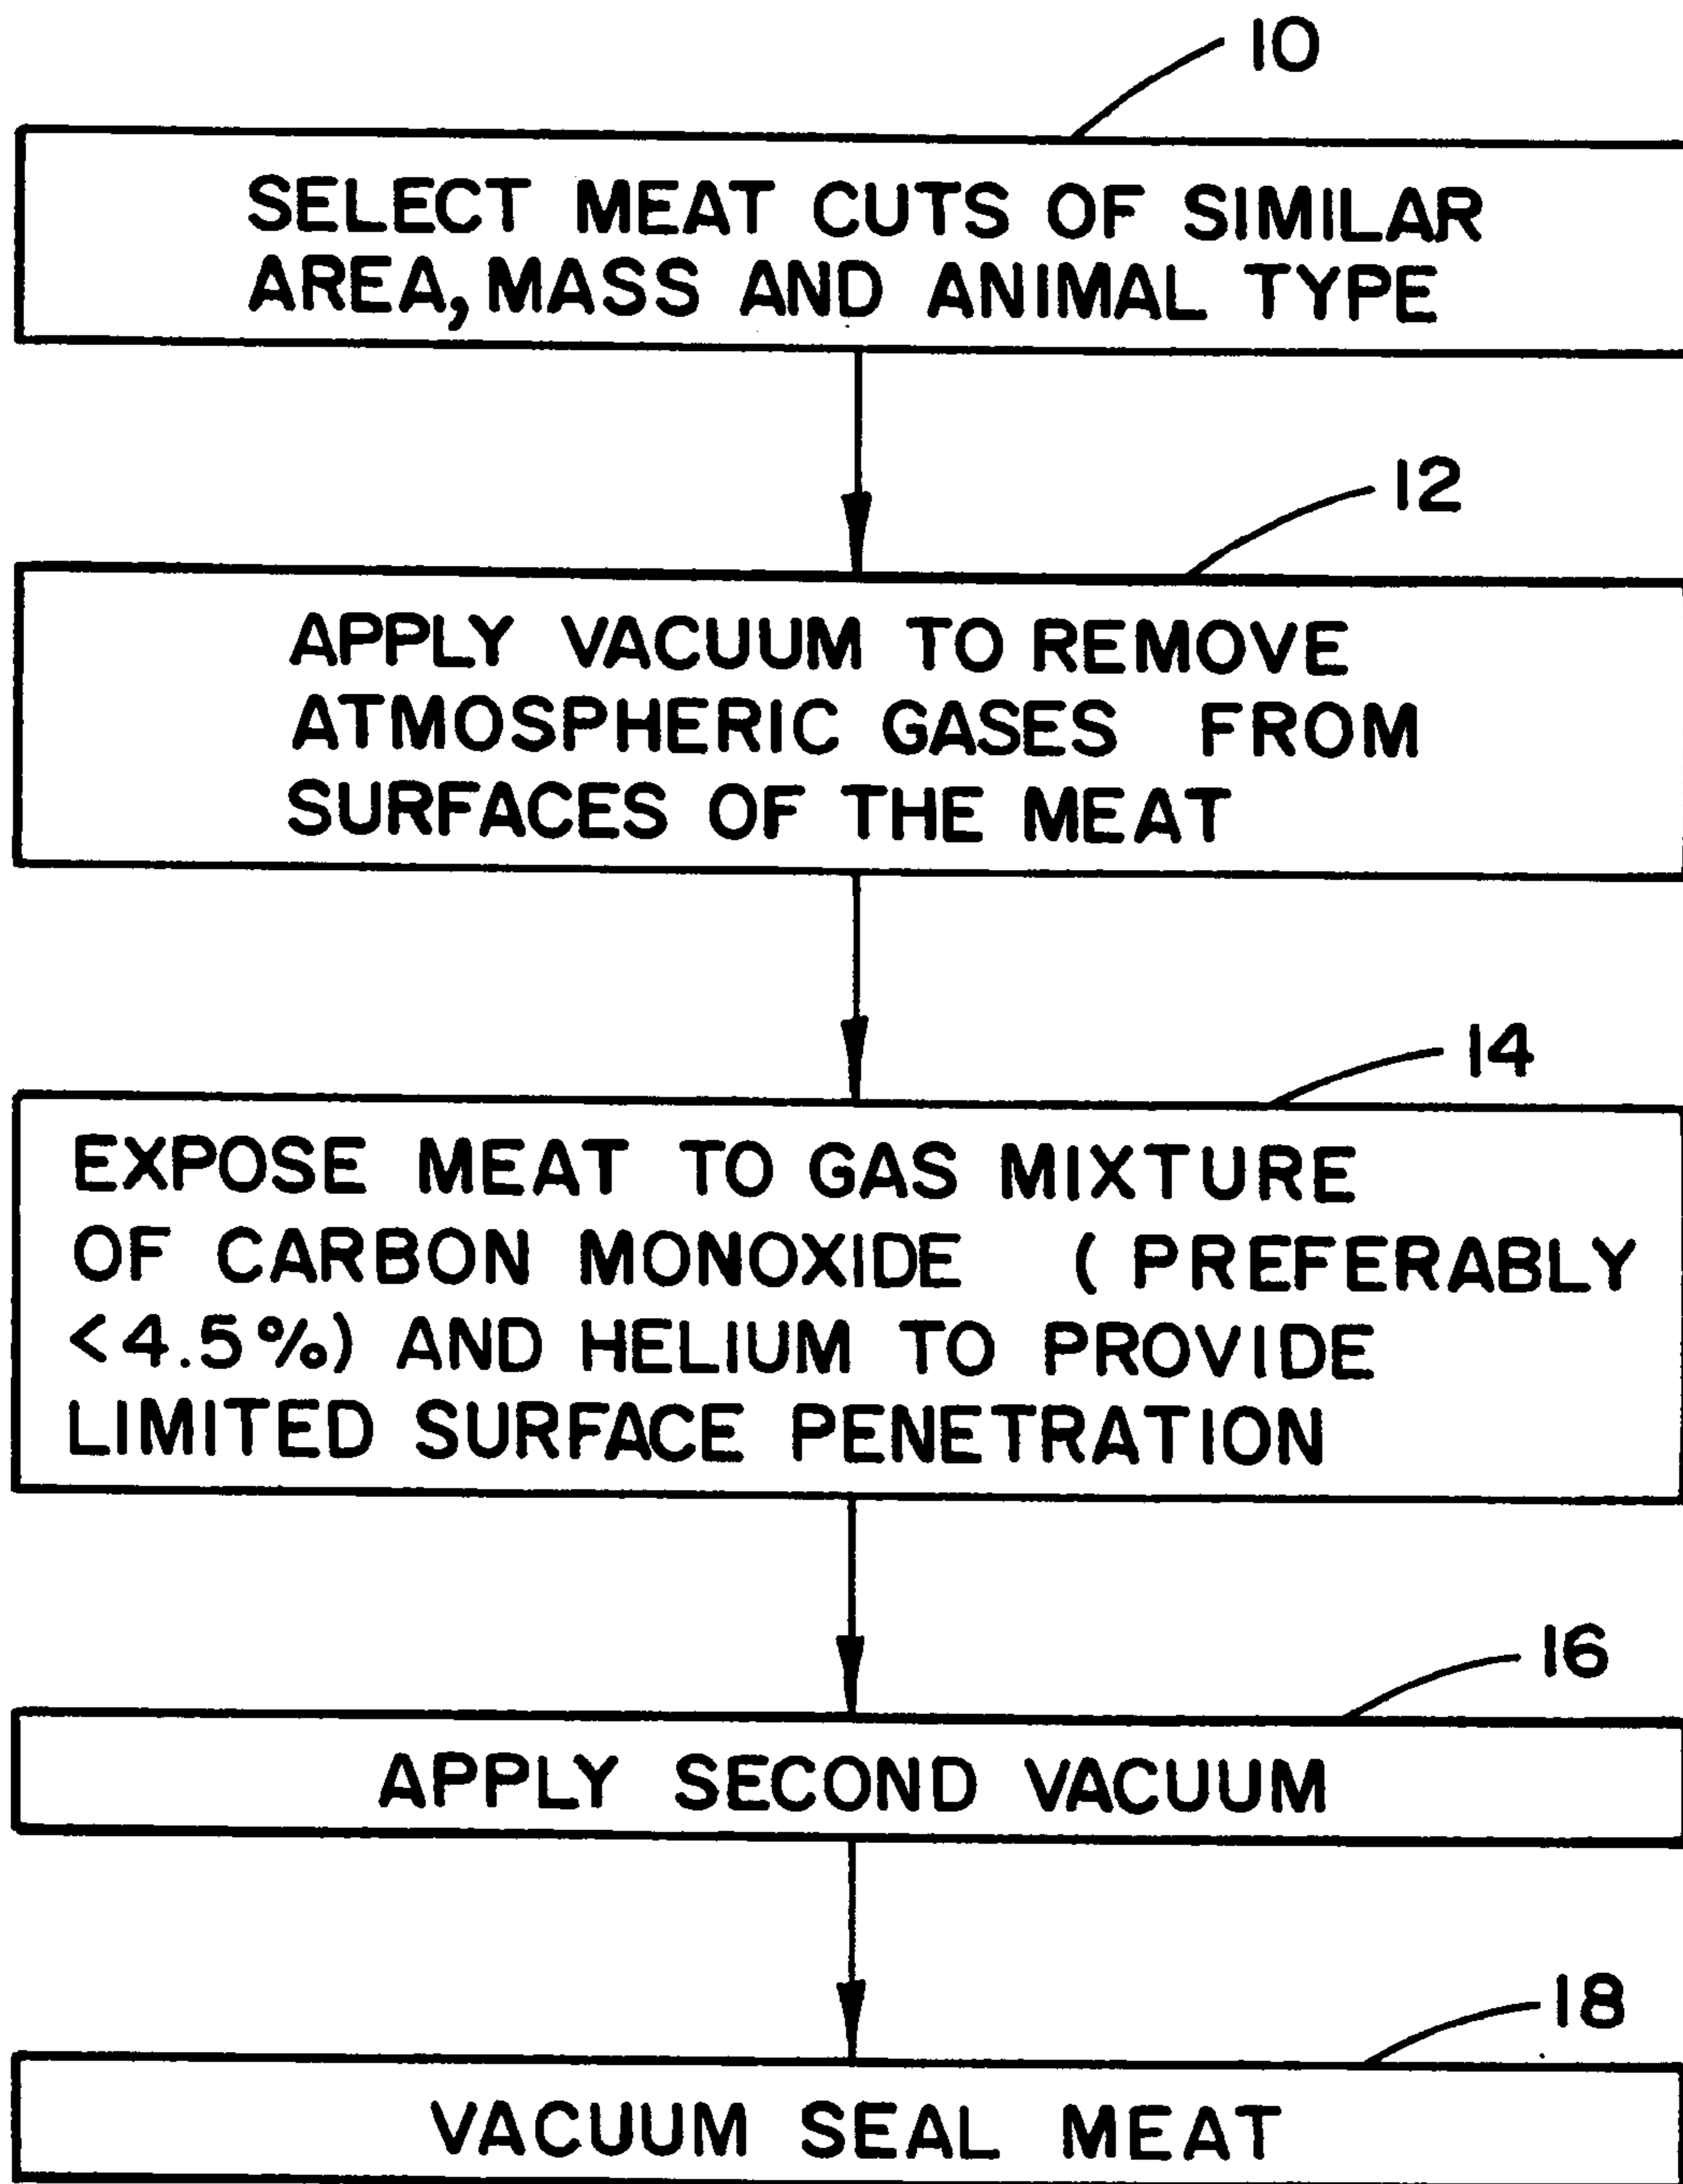 10
SELECT MEAT CUTS OF SIMILAR
AREA, MASS AND ANIMAL TYPE
12
APPLY VACUUM TO REMOVE
ATMOSPHERIC GASES FROM
SURFACES OF THE MEAT
14
EXPOSE MEAT TO GAS MIXTURE
OF CARBON MONOXIDE ( PREFERABLY
<4.5%) AND HELIUM TO PROVIDE
LIMITED SURFACE PENETRATION
16
APPLY SECOND VACUUM
18
VACUUM SEAL MEAT